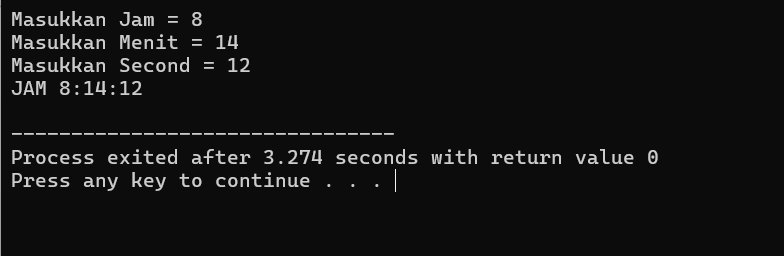 Masukkan Jam = 8
Masukkan Menit = 14
Masukkan Second = 12
JAM 8:14:12
--------------------------------
Process exited after 3.274 seconds with return value 0
Press any key to continue . . .